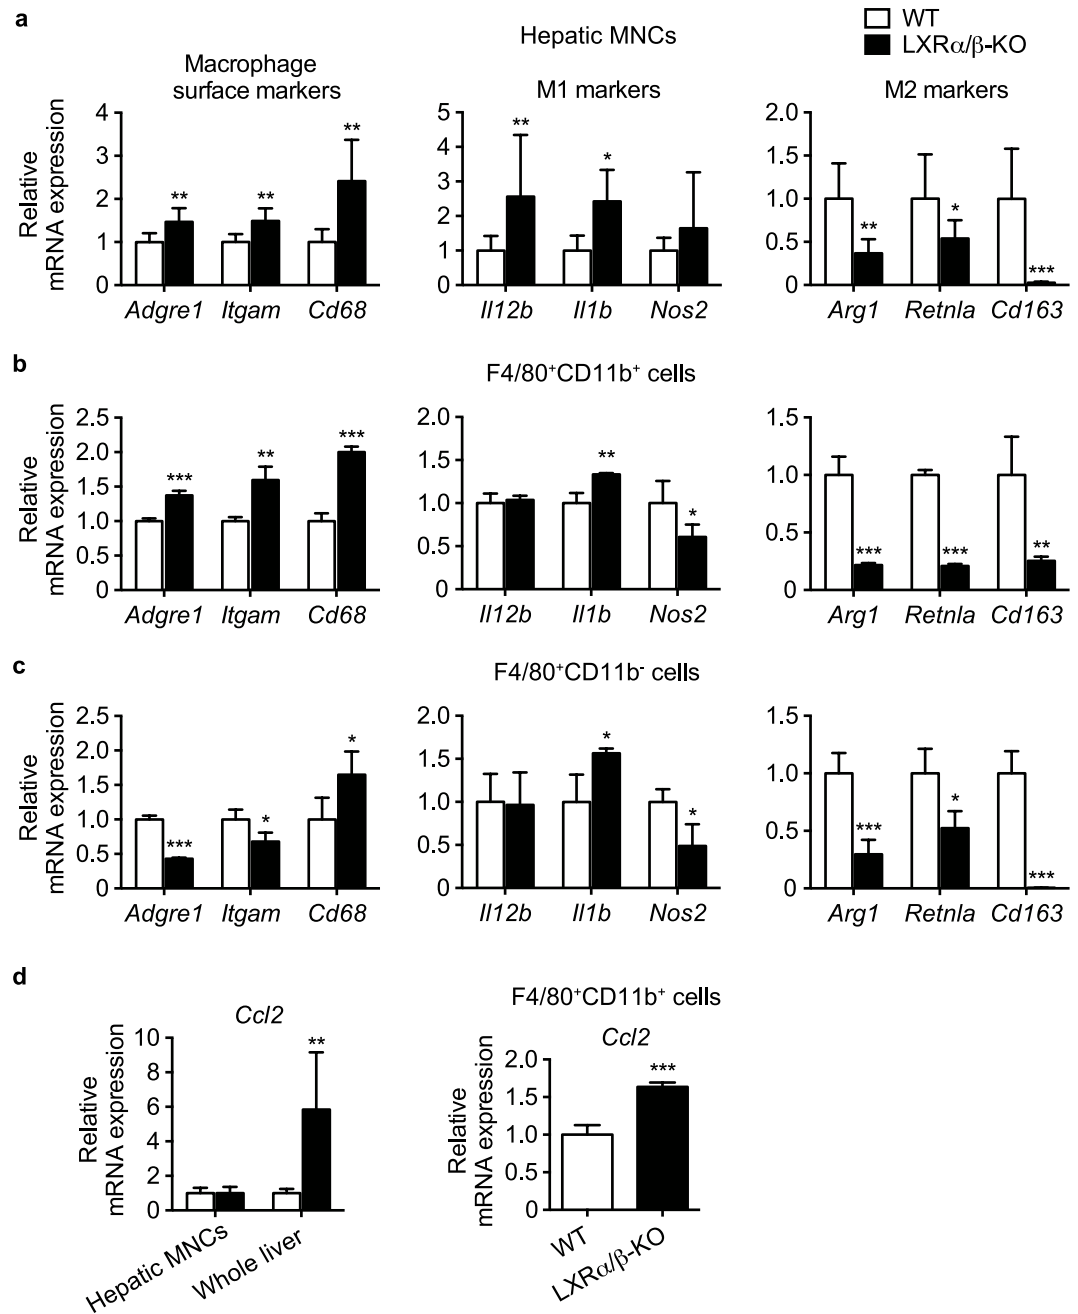 a
WT
LXRα/β-KO
Hepatic MNCs
Macrophage
surface markers
M1 markers
M2 markers
Relative
mRNA expression
4
3
2
1
0
Adgre1 Itgam Cd68
** ** **
5
4
3
2
1
0
Il12b Il1b Nos2
** *
1.5
1.0
0.5
0
Arg1 Retnla Cd163
** * ***
b
F4/80⁺CD11b⁺ cells
Relative
mRNA expression
2.5
2.0
1.5
1.0
0.5
0
Adgre1 Itgam Cd68
*** ** ***
2.0
1.5
1.0
0.5
0
Il12b Il1b Nos2
** *
1.5
1.0
0.5
0
Arg1 Retnla Cd163
*** *** **
c
F4/80⁺CD11b⁻ cells
Relative
mRNA expression
2.5
2.0
1.5
1.0
0.5
0
Adgre1 Itgam Cd68
*** * *
2.0
1.5
1.0
0.5
0
Il12b Il1b Nos2
* *
1.5
1.0
0.5
0
Arg1 Retnla Cd163
*** * ***
d
Ccl2
Relative
mRNA expression
10
8
6
4
2
0
**
Hepatic MNCs
Whole liver
F4/80⁺CD11b⁺ cells
Ccl2
Relative
mRNA expression
2.0
1.5
1.0
0.5
0
***
WT
LXRα/β-KO